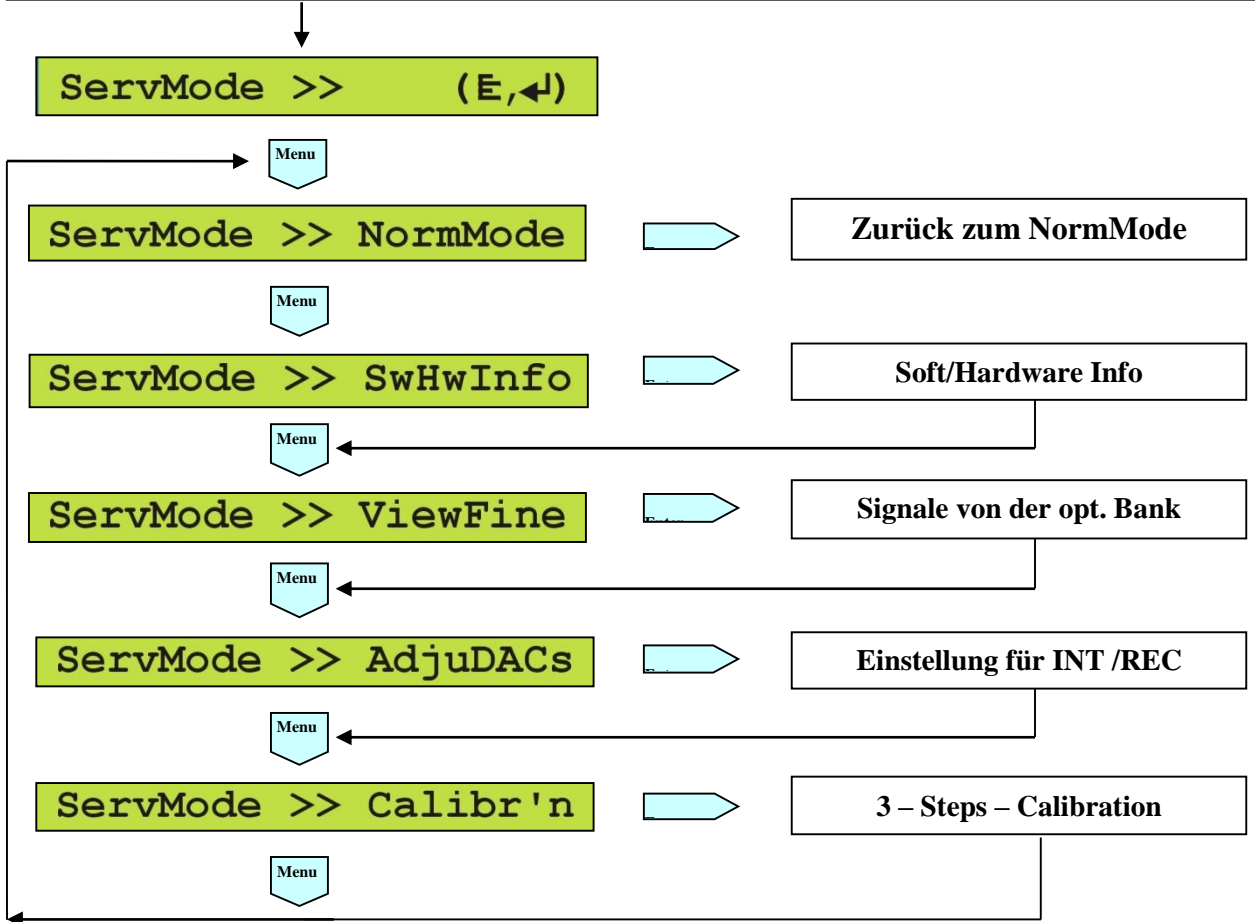 ServMode >> (E,↵)
Menu
ServMode >> NormMode
Zurück zum NormMode
Menu
ServMode >> SwHwInfo
Soft/Hardware Info
Menu
ServMode >> ViewFine
Signale von der opt. Bank
Menu
ServMode >> AdjuDACs
Einstellung für INT /REC
Menu
ServMode >> Calibr'n
3 – Steps – Calibration
Menu